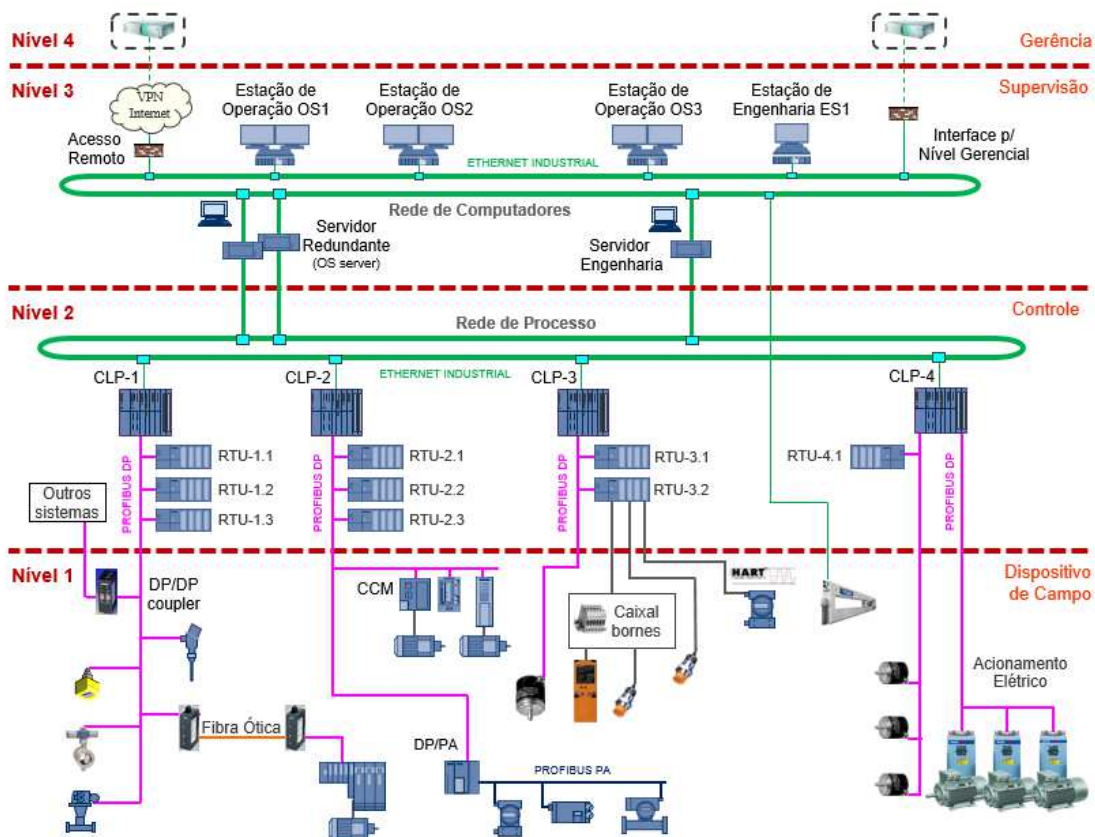 Nível 4
Gerência
Nível 3
Supervisão
VPN
Internet
Acesso
Remoto
Estação de
Operação OS1
Estação de
Operação OS2
Estação de
Operação OS3
Estação de
Engenharia ES1
Interface p/
Nível Gerencial
ETHERNET INDUSTRIAL
Rede de Computadores
Servidor
Redundante
(OS server)
Servidor
Engenharia
Nível 2
Controle
Rede de Processo
ETHERNET INDUSTRIAL
CLP-1
CLP-2
CLP-3
CLP-4
PROFIBUS DP
RTU-1.1
RTU-1.2
RTU-1.3
PROFIBUS DP
RTU-2.1
RTU-2.2
RTU-2.3
PROFIBUS DP
RTU-3.1
RTU-3.2
RTU-4.1
PROFIBUS DP
Outros
sistemas
Nível 1
Dispositivo
de Campo
DP/DP
coupler
CCM
HART
Caixal
bornes
Fibra Ótica
DP/PA
PROFIBUS PA
Acionamento
Elétrico